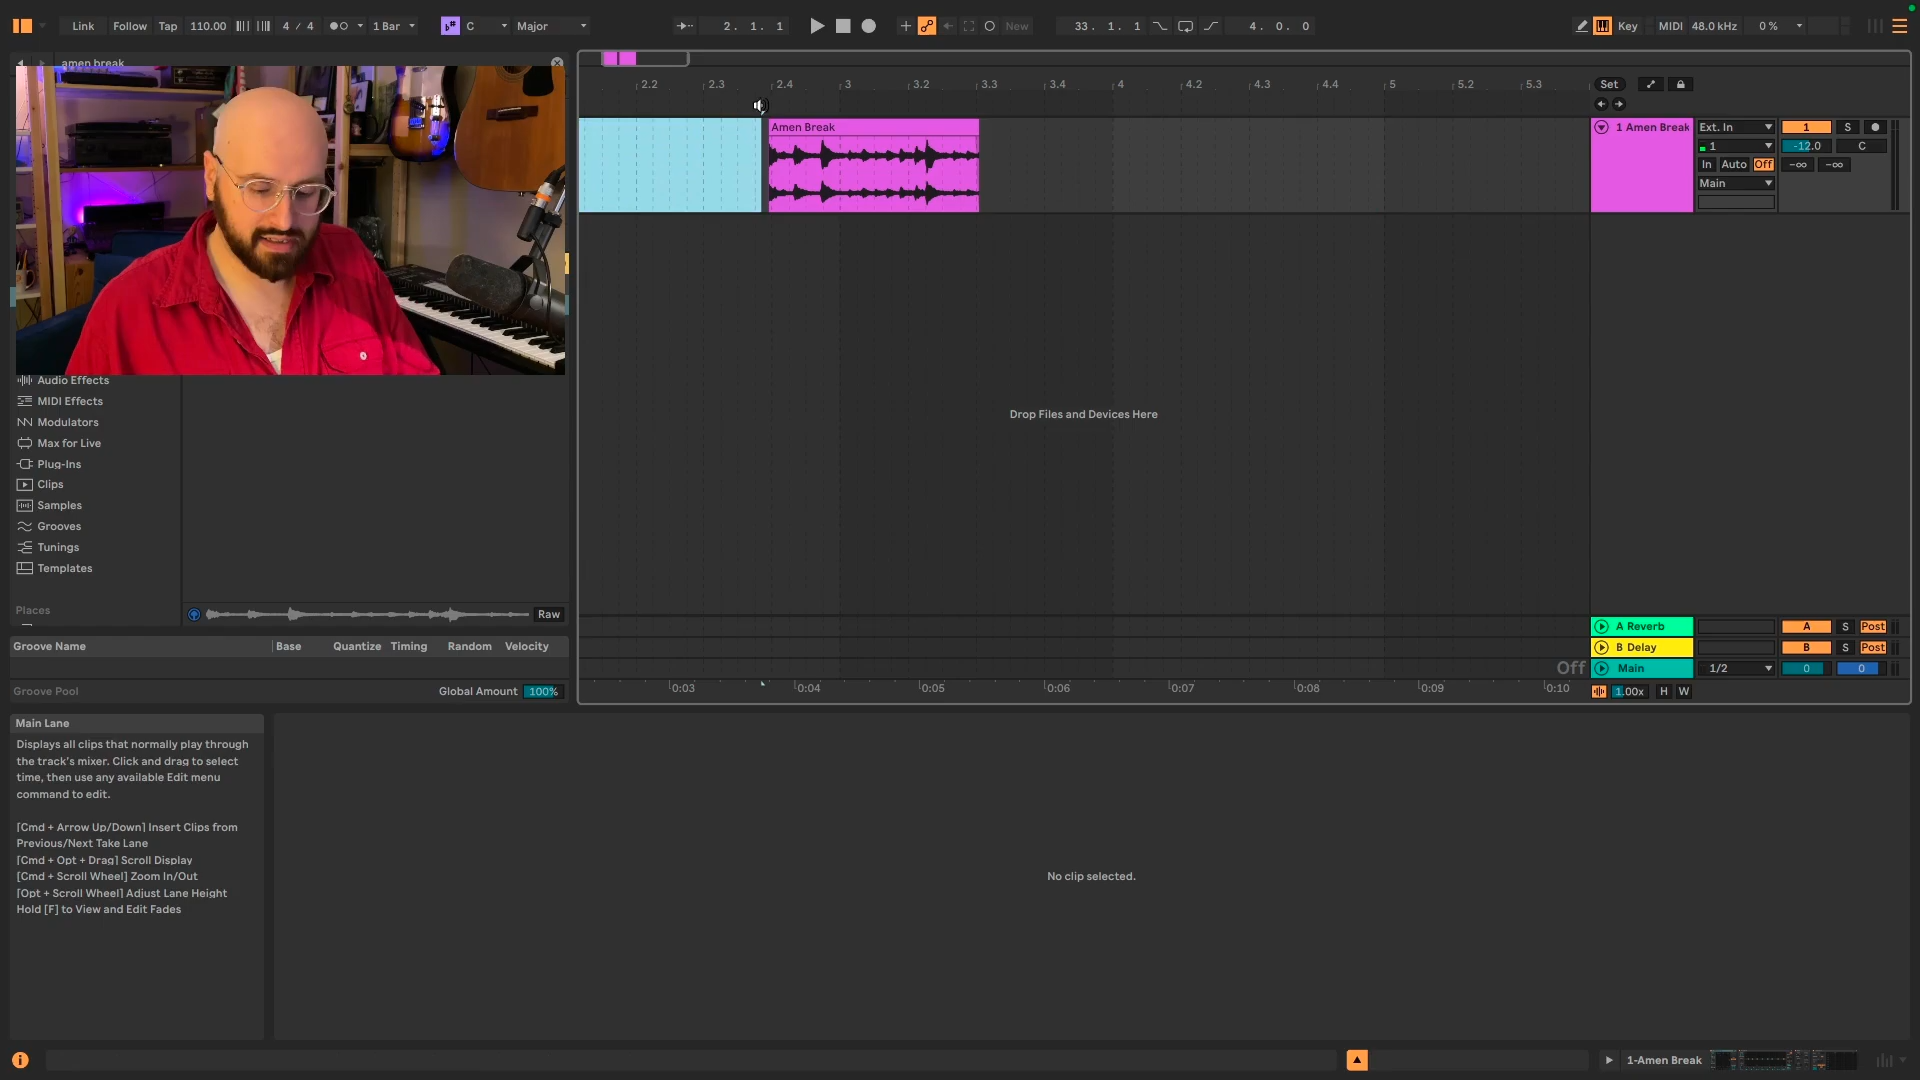 Link Follow Tap 110.00 4 / 4 1 Bar C Major 2. 1. 1 New 33. 1. 1 4. 0. 0 Key MIDI 48.0 kHz 0 %
amen break
2.2 2.3 2.4 3 3.2 3.3 3.4 4 4.2 4.3 4.4 5 5.2 5.3 Set
Amen Break
1 Amen Break Ext. In 1 S
1 -12.0 C
In Auto Off -∞ -∞
Main
Audio Effects
MIDI Effects
Modulators
Max for Live
Plug-Ins
Clips
Samples
Grooves
Tunings
Templates
Places
Raw
Drop Files and Devices Here
A Reverb A S Post
B Delay B S Post
Off Main 1/2 0 0
0:03 0:04 0:05 0:06 0:07 0:08 0:09 0:10 1.00x H W
Groove Name Base Quantize Timing Random Velocity
Groove Pool Global Amount 100%
Main Lane
Displays all clips that normally play through
the track's mixer. Click and drag to select
time, then use any available Edit menu
command to edit.
[Cmd + Arrow Up/Down] Insert Clips from
Previous/Next Take Lane
[Cmd + Opt + Drag] Scroll Display
[Cmd + Scroll Wheel] Zoom In/Out
[Opt + Scroll Wheel] Adjust Lane Height
Hold [F] to View and Edit Fades
No clip selected.
1-Amen Break